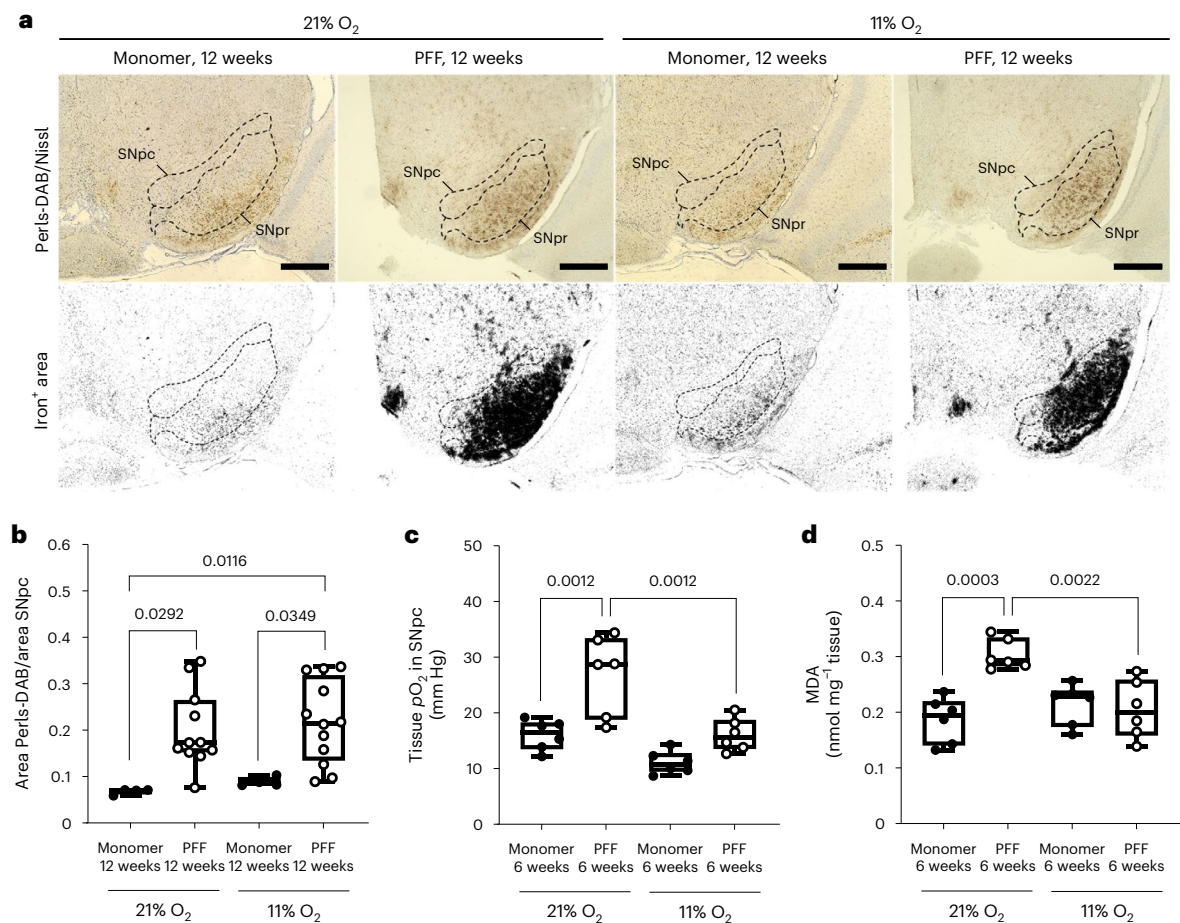 a
21% O₂
11% O₂
Monomer, 12 weeks
PFF, 12 weeks
Monomer, 12 weeks
PFF, 12 weeks
Perls-DAB/Nissl
SNpc
SNpr
SNpc
SNpr
SNpc
SNpr
SNpc
SNpr
Iron⁺ area
b
Area Perls-DAB/area SNpc
0.6
0.5
0.4
0.3
0.2
0.1
0
0.0116
0.0292
0.0349
Monomer
12 weeks
PFF
12 weeks
Monomer
12 weeks
PFF
12 weeks
21% O₂
11% O₂
c
Tissue pO₂ in SNpc
(mm Hg)
50
40
30
20
10
0
0.0012
0.0012
Monomer
6 weeks
PFF
6 weeks
Monomer
6 weeks
PFF
6 weeks
21% O₂
11% O₂
d
MDA
(nmol mg⁻¹ tissue)
0.5
0.4
0.3
0.2
0.1
0
0.0003
0.0022
Monomer
6 weeks
PFF
6 weeks
Monomer
6 weeks
PFF
6 weeks
21% O₂
11% O₂